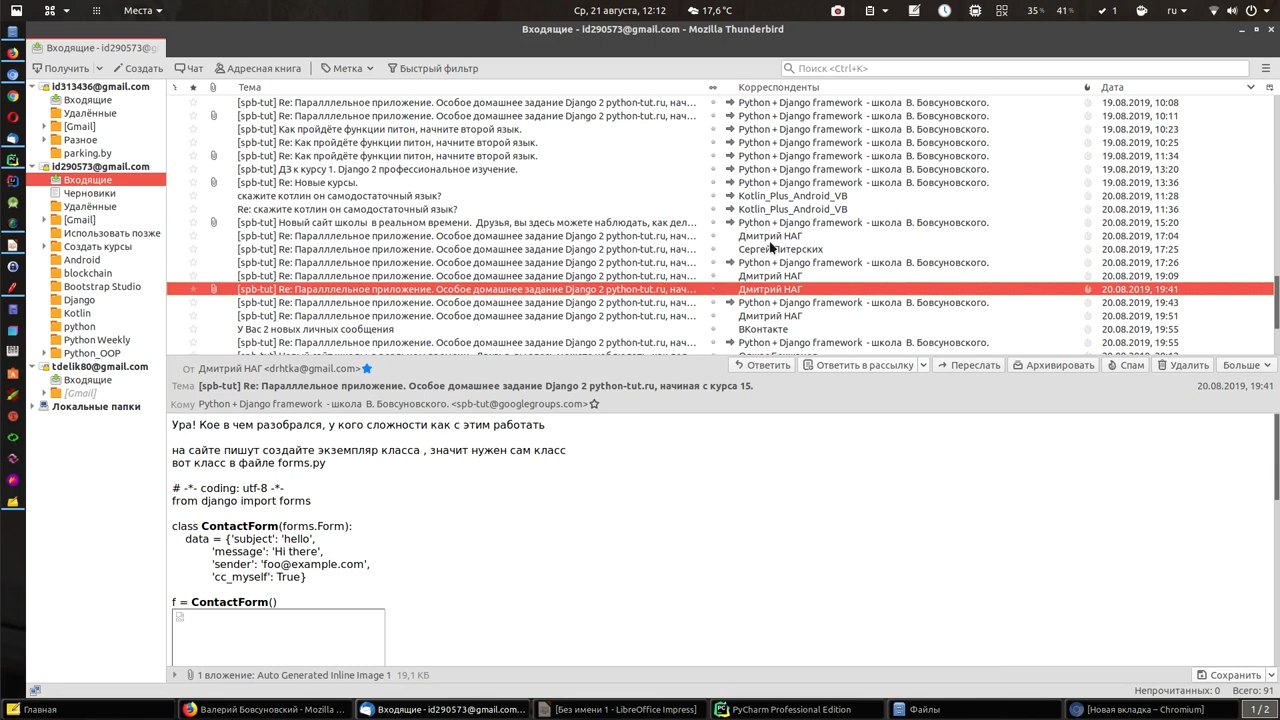 Места
Ср, 21 августа, 12:12
17,6°C
35%
41%
1
ru
Входящие - id290573@gmail.com - Mozilla Thunderbird
Входящие - id290573@g
Получить
Создать
Чат
Адресная книга
Метка
Быстрый фильтр
Поиск <Ctrl+K>
id313436@gmail.com
Входящие
Удалённые
[Gmail]
Разное
parking.by
id290573@gmail.com
Входящие
Черновики
Удалённые
[Gmail]
Использовать позже
Создать курсы
Android
blockchain
Bootstrap Studio
Django
Kotlin
python
Python Weekly
Python_OOP
tdelik80@gmail.com
Входящие
[Gmail]
Локальные папки
Тема Корреспонденты Дата
[spb-tut] Re: Паралллельное приложение. Особое домашнее задание Django 2 python-tut.ru, нач… Python + Django framework - школа В. Бовсуновского. 19.08.2019, 10:08
[spb-tut] Re: Паралллельное приложение. Особое домашнее задание Django 2 python-tut.ru, нач… Python + Django framework - школа В. Бовсуновского. 19.08.2019, 10:11
[spb-tut] Как пройдёте функции питон, начните второй язык. Python + Django framework - школа В. Бовсуновского. 19.08.2019, 10:23
[spb-tut] Re: Как пройдёте функции питон, начните второй язык. Python + Django framework - школа В. Бовсуновского. 19.08.2019, 10:25
[spb-tut] Re: Как пройдёте функции питон, начните второй язык. Python + Django framework - школа В. Бовсуновского. 19.08.2019, 11:34
[spb-tut] ДЗ к курсу 1. Django 2 профессиональное изучение. Python + Django framework - школа В. Бовсуновского. 19.08.2019, 13:20
[spb-tut] Re: Новые курсы. Python + Django framework - школа В. Бовсуновского. 19.08.2019, 13:36
скажите котлин он самодостаточный язык? Kotlin_Plus_Android_VB 20.08.2019, 11:28
Re: скажите котлин он самодостаточный язык? Kotlin_Plus_Android_VB 20.08.2019, 11:36
[spb-tut] Новый сайт школы в реальном времени. Друзья, вы здесь можете наблюдать, как дел… Python + Django framework - школа В. Бовсуновского. 20.08.2019, 15:20
[spb-tut] Re: Паралллельное приложение. Особое домашнее задание Django 2 python-tut.ru, нач… Дмитрий НАГ 20.08.2019, 17:04
[spb-tut] Re: Паралллельное приложение. Особое домашнее задание Django 2 python-tut.ru, нач… Сергей Питерских 20.08.2019, 17:25
[spb-tut] Re: Паралллельное приложение. Особое домашнее задание Django 2 python-tut.ru, нач… Python + Django framework - школа В. Бовсуновского. 20.08.2019, 17:26
[spb-tut] Re: Паралллельное приложение. Особое домашнее задание Django 2 python-tut.ru, нач… Дмитрий НАГ 20.08.2019, 19:09
[spb-tut] Re: Паралллельное приложение. Особое домашнее задание Django 2 python-tut.ru, нач… Дмитрий НАГ 20.08.2019, 19:41
[spb-tut] Re: Паралллельное приложение. Особое домашнее задание Django 2 python-tut.ru, нач… Python + Django framework - школа В. Бовсуновского. 20.08.2019, 19:43
[spb-tut] Re: Паралллельное приложение. Особое домашнее задание Django 2 python-tut.ru, нач… Дмитрий НАГ 20.08.2019, 19:51
У Вас 2 новых личных сообщения ВКонтакте 20.08.2019, 19:55
[spb-tut] Re: Паралллельное приложение. Особое домашнее задание Django 2 python-tut.ru, нач… Python + Django framework - школа В. Бовсуновского. 20.08.2019, 19:55
От Дмитрий НАГ <drhtka@gmail.com>
Ответить
Ответить в рассылку
Переслать
Архивировать
Спам
Удалить
Больше
Тема [spb-tut] Re: Паралллельное приложение. Особое домашнее задание Django 2 python-tut.ru, начиная с курса 15. 20.08.2019, 19:41
Кому Python + Django framework - школа В. Бовсуновского. <spb-tut@googlegroups.com>
Ура! Кое в чем разобрался, у кого сложности как с этим работать
на сайте пишут создайте экземпляр класса , значит нужен сам класс
вот класс в файле forms.py
# -*- coding: utf-8 -*-
from django import forms
class ContactForm(forms.Form):
data = {'subject': 'hello',
'message': 'Hi there',
'sender': 'foo@example.com',
'cc_myself': True}
f = ContactForm()
1 вложение: Auto Generated Inline Image 1 19,1 КБ
Сохранить
Непрочитанных: 0 Всего: 91
Главная
Валерий Бовсуновский - Mozilla …
Входящие - id290573@gmail.com…
[Без имени 1 - LibreOffice Impress]
PyCharm Professional Edition
Файлы
[Новая вкладка – Chromium]
1 / 2